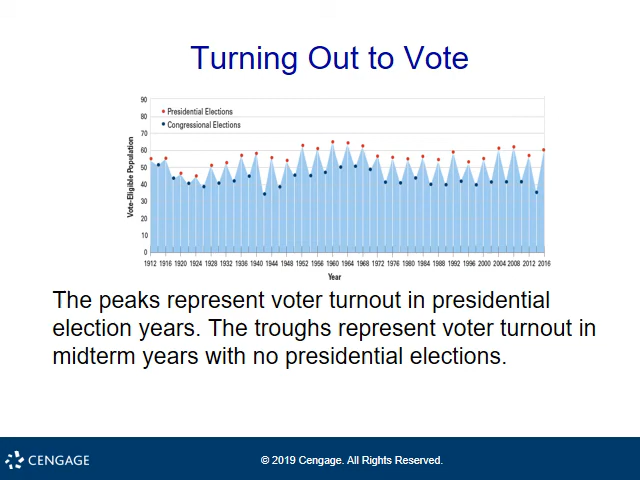 Turning Out to Vote
90
80
70
60
50
40
30
20
10
0
Vote-Eligible Population
Presidential Elections
Congressional Elections
1912 1916 1920 1924 1928 1932 1936 1940 1944 1948 1952 1956 1960 1964 1968 1972 1976 1980 1984 1988 1992 1996 2000 2004 2008 2012 2016
Year
The peaks represent voter turnout in presidential
election years. The troughs represent voter turnout in
midterm years with no presidential elections.
CENGAGE
© 2019 Cengage. All Rights Reserved.